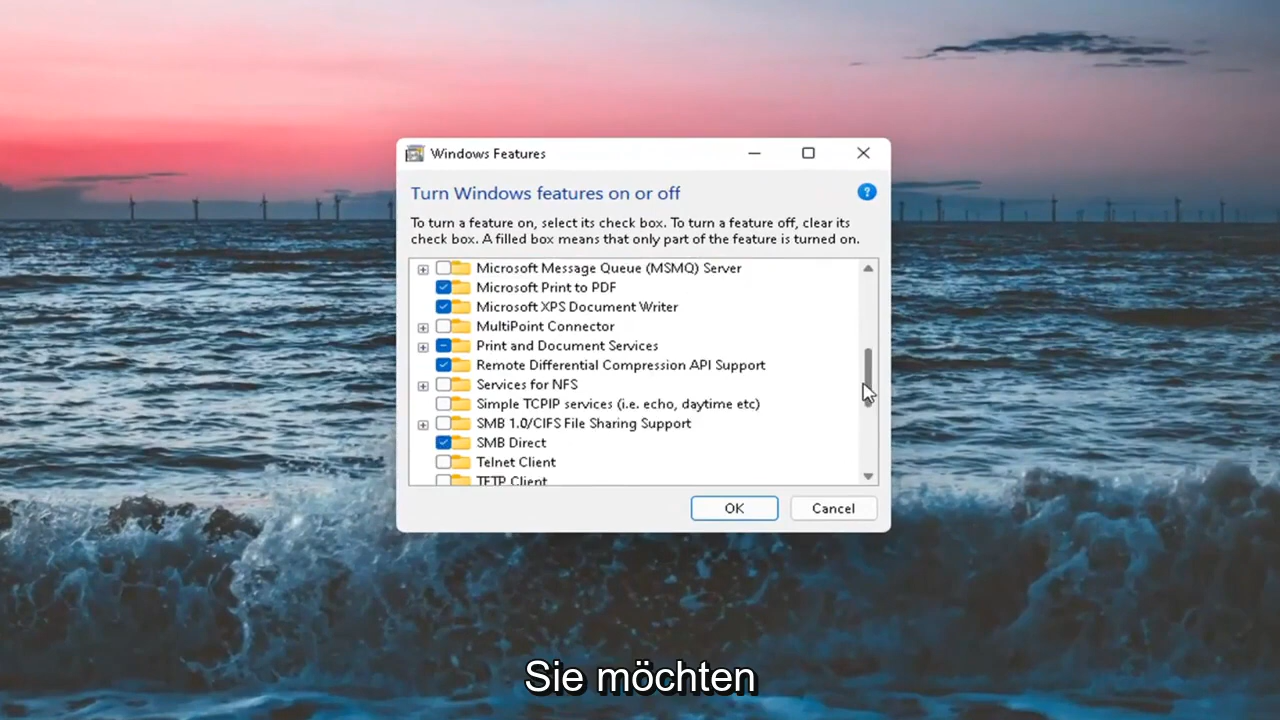 Windows Features
Turn Windows features on or off
To turn a feature on, select its check box. To turn a feature off, clear its
check box. A filled box means that only part of the feature is turned on.
Microsoft Message Queue (MSMQ) Server
Microsoft Print to PDF
Microsoft XPS Document Writer
MultiPoint Connector
Print and Document Services
Remote Differential Compression API Support
Services for NFS
Simple TCPIP services (i.e. echo, daytime etc)
SMB 1.0/CIFS File Sharing Support
SMB Direct
Telnet Client
TFTP Client
OK
Cancel
Sie möchten